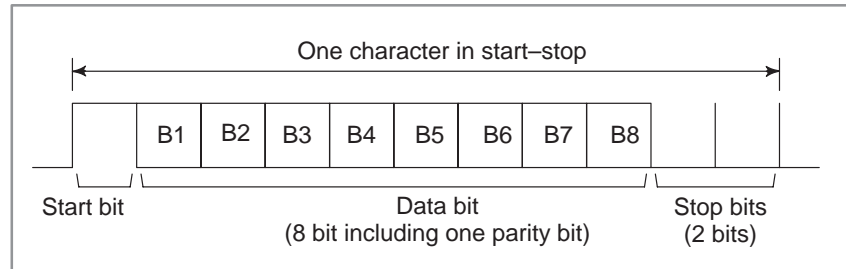 One character in start–stop
B1 B2 B3 B4 B5 B6 B7 B8
Start bit Data bit Stop bits
(8 bit including one parity bit) (2 bits)